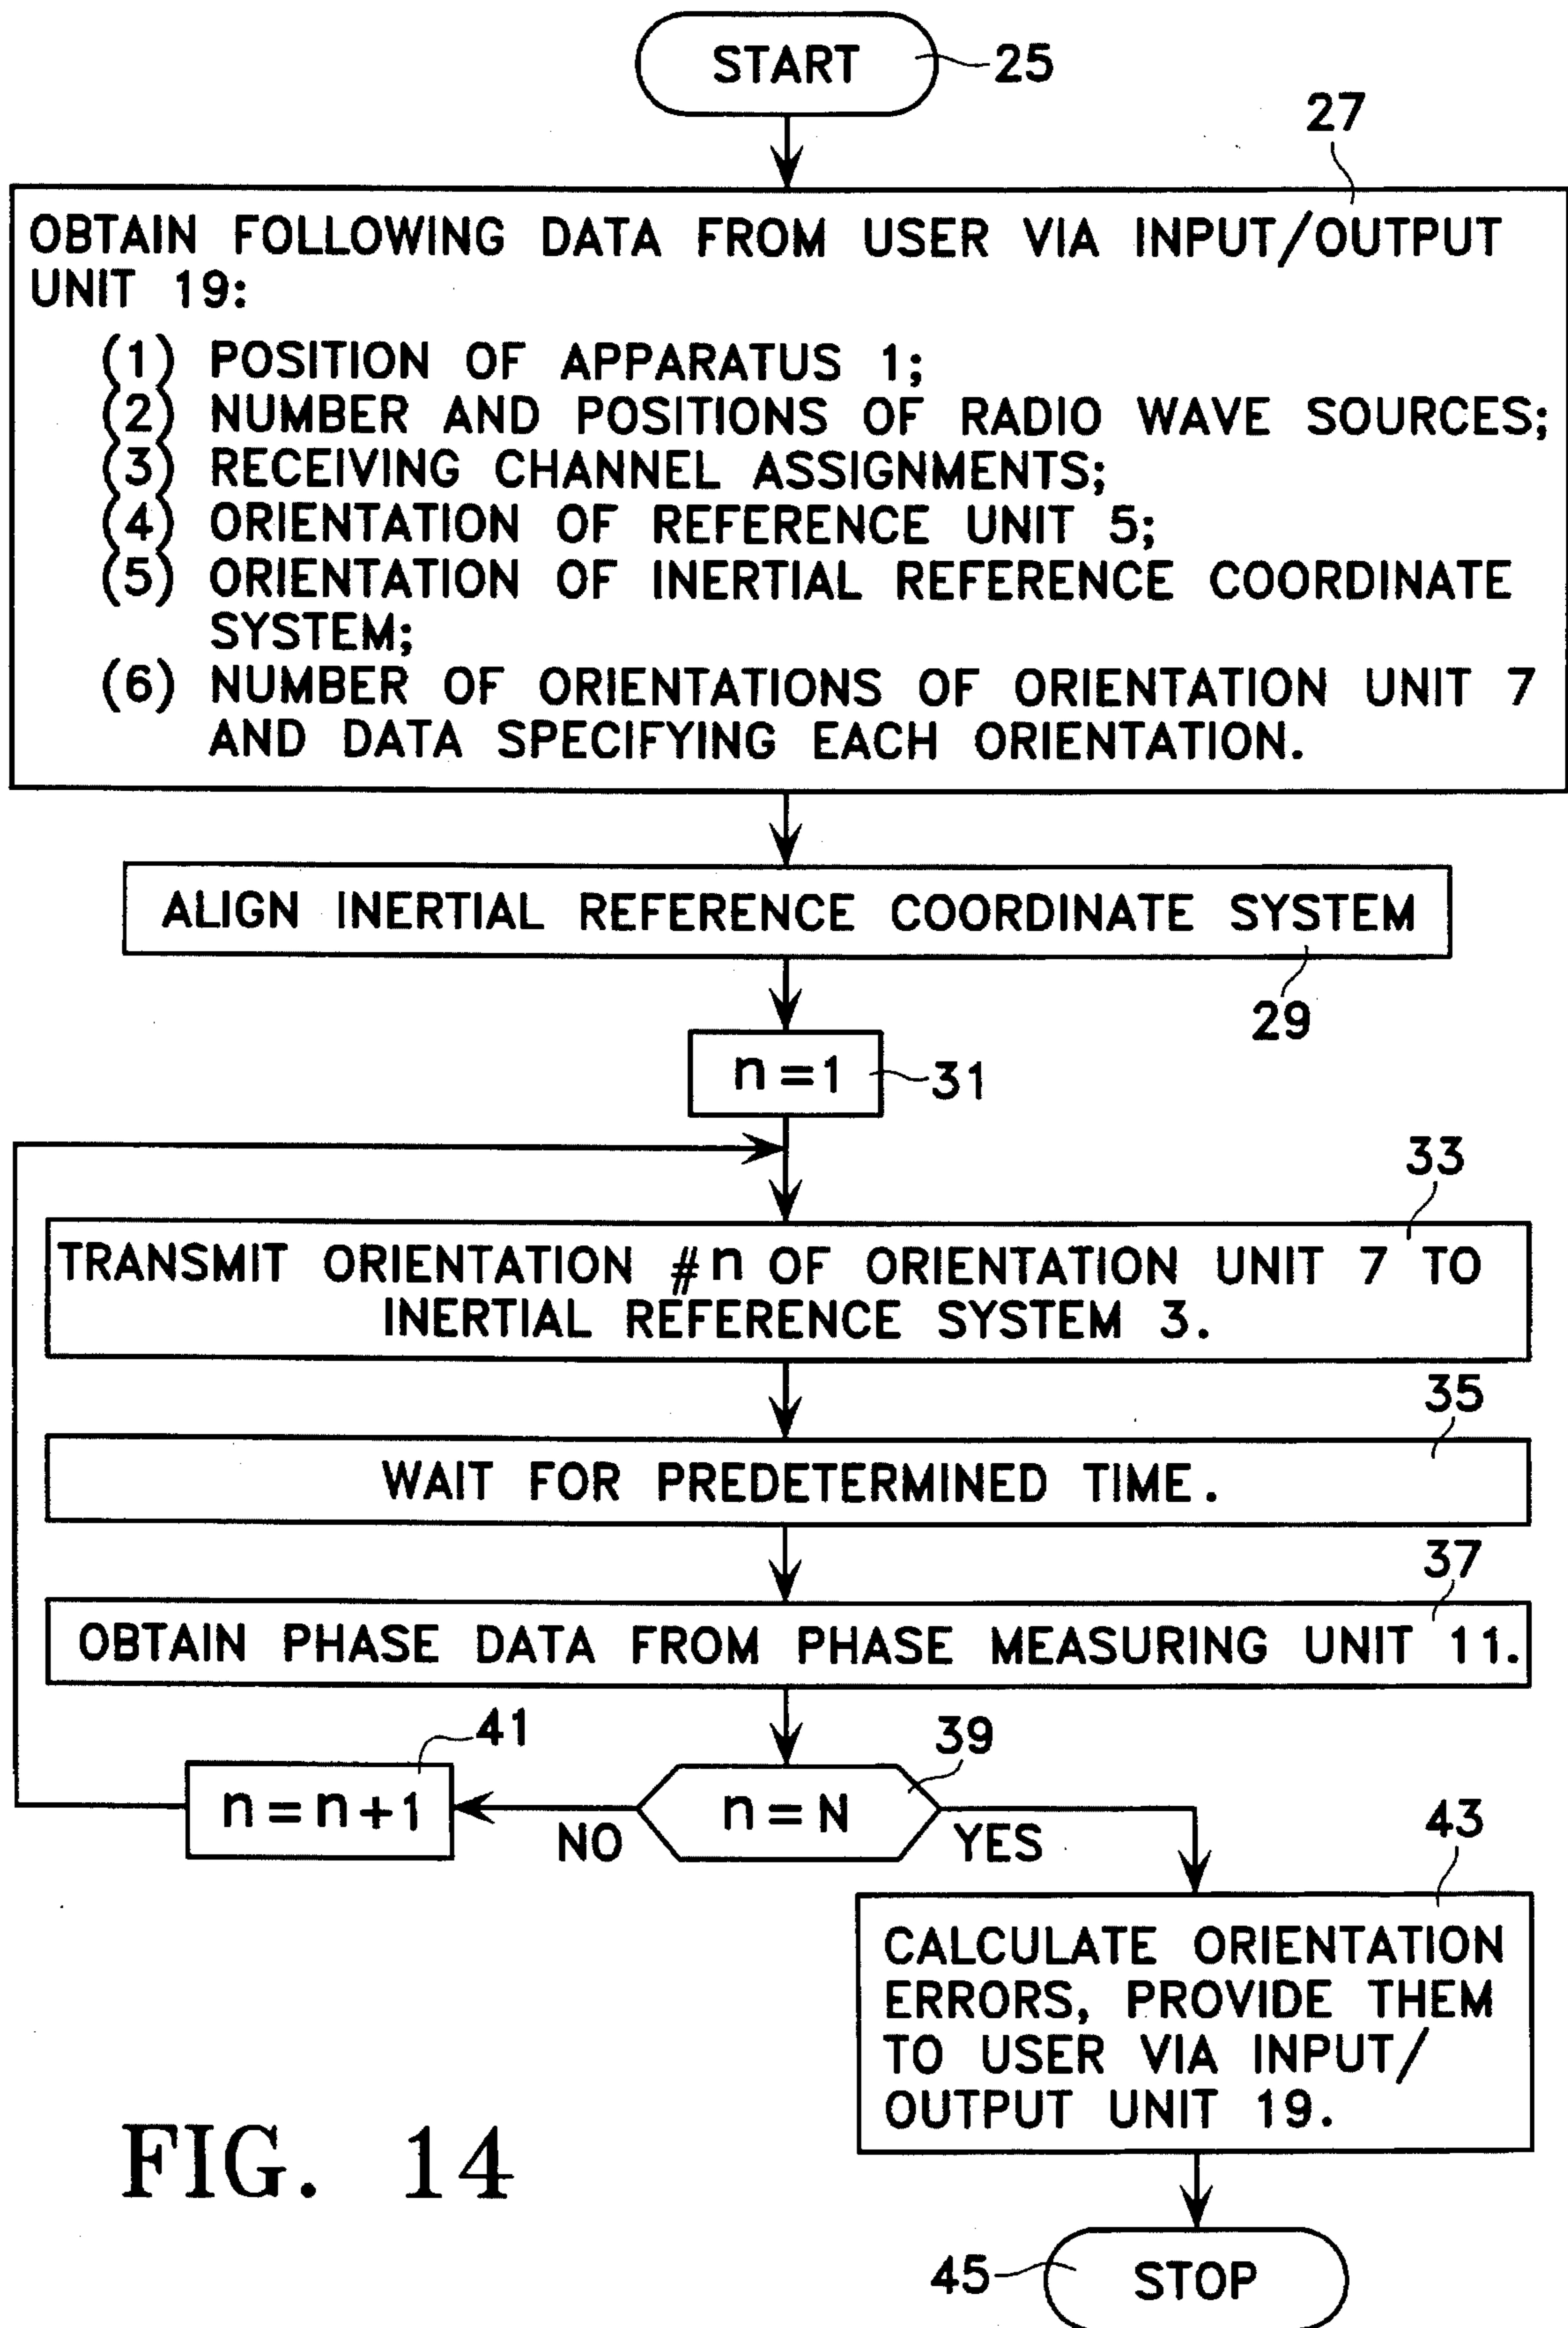 START
25
27
OBTAIN FOLLOWING DATA FROM USER VIA INPUT/OUTPUT
UNIT 19:
(1) POSITION OF APPARATUS 1;
(2) NUMBER AND POSITIONS OF RADIO WAVE SOURCES;
(3) RECEIVING CHANNEL ASSIGNMENTS;
(4) ORIENTATION OF REFERENCE UNIT 5;
(5) ORIENTATION OF INERTIAL REFERENCE COORDINATE
SYSTEM;
(6) NUMBER OF ORIENTATIONS OF ORIENTATION UNIT 7
AND DATA SPECIFYING EACH ORIENTATION.
ALIGN INERTIAL REFERENCE COORDINATE SYSTEM
29
n=1
31
33
TRANSMIT ORIENTATION #n OF ORIENTATION UNIT 7 TO
INERTIAL REFERENCE SYSTEM 3.
35
WAIT FOR PREDETERMINED TIME.
37
OBTAIN PHASE DATA FROM PHASE MEASURING UNIT 11.
41
39
n=n+1
NO
n=N
YES
43
CALCULATE ORIENTATION
ERRORS, PROVIDE THEM
TO USER VIA INPUT/
OUTPUT UNIT 19.
FIG. 14
45
STOP